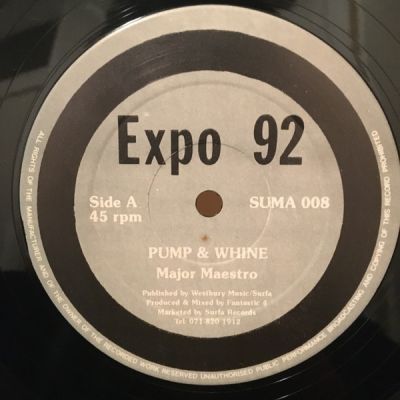 Expo 92
Side A
45 rpm
SUMA 008
PUMP & WHINE
Major Maestro
Published by Westbury Music/Surfa
Produced & Mixed by Fantastic 4
Marketed by Surfa Records
Tel: 071-820 1912
ALL RIGHTS OF THE MANUFACTURER AND OF THE OWNER OF THE RECORDED WORK RESERVED UNAUTHORISED PUBLIC PERFORMANCE BROADCASTING AND COPYING OF THIS RECORD PROHIBITED